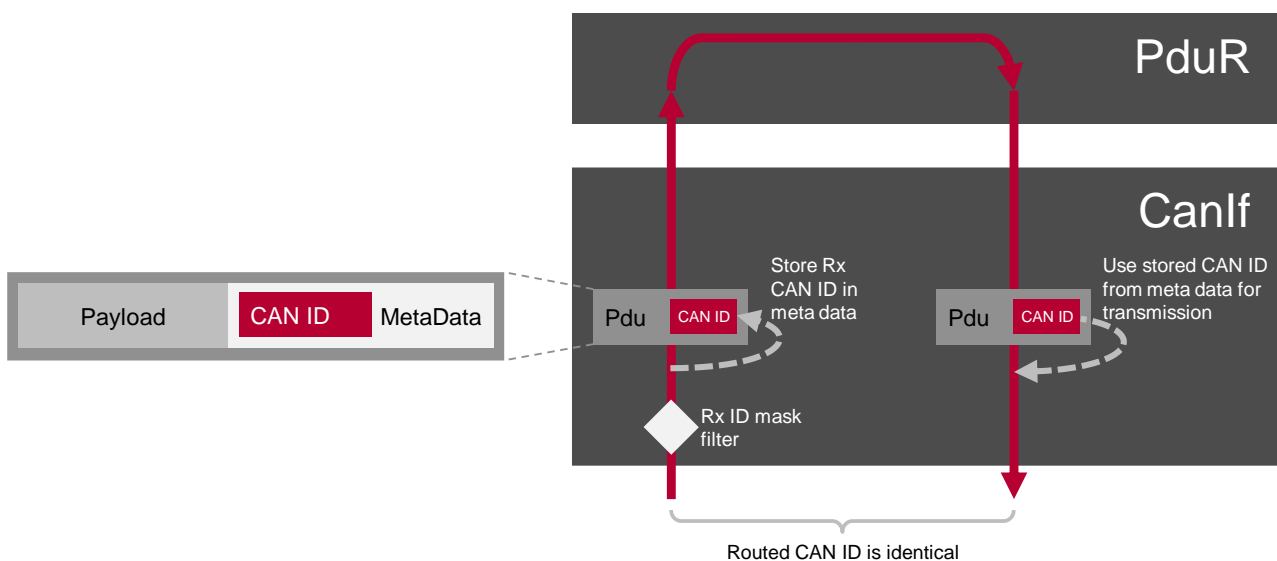 PduR
CanIf
Store Rx
CAN ID in
meta data
Use stored CAN ID
from meta data for
transmission
Payload
CAN ID
MetaData
Pdu
CAN ID
Pdu
CAN ID
Rx ID mask
filter
Routed CAN ID is identical